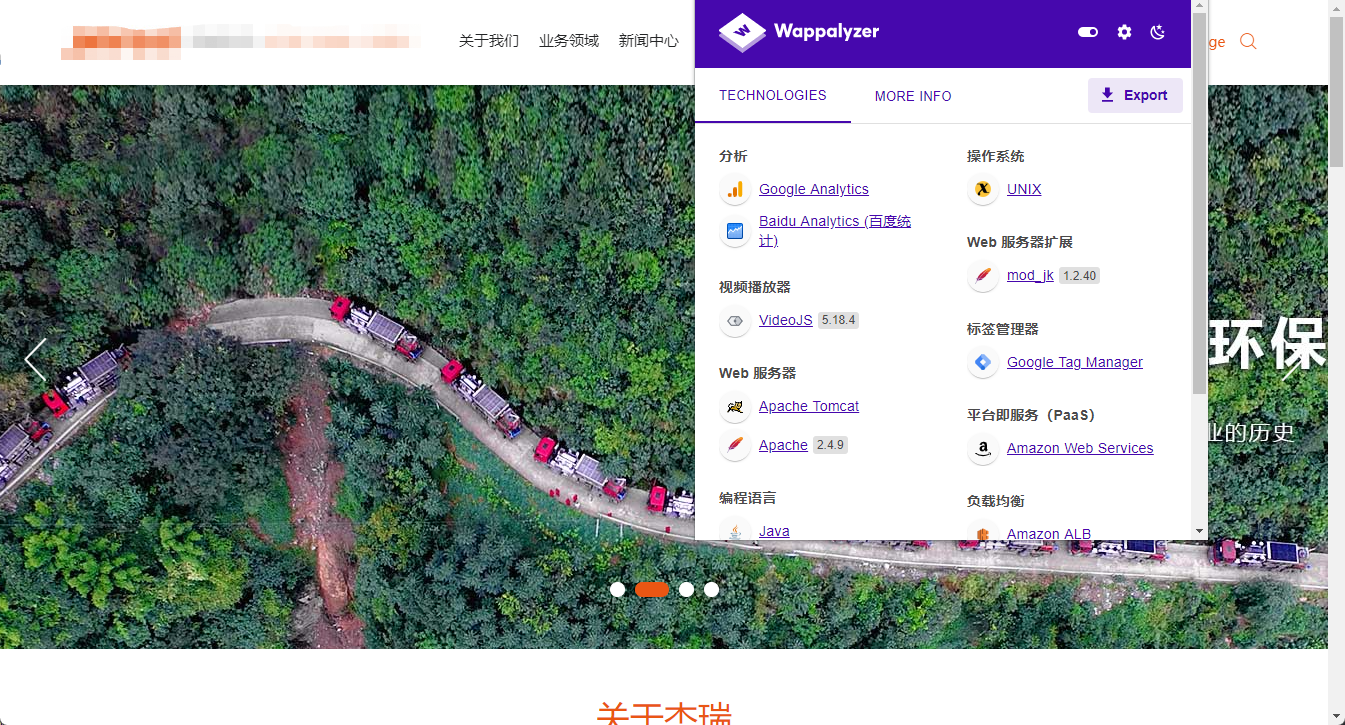 关于我们 业务领域 新闻中心
ge
Wappalyzer
TECHNOLOGIES MORE INFO Export
分析
Google Analytics
Baidu Analytics (百度统
计)
视频播放器
VideoJS 5.18.4
Web 服务器
Apache Tomcat
Apache 2.4.9
编程语言
Java
操作系统
UNIX
Web 服务器扩展
mod_jk 1.2.40
标签管理器
Google Tag Manager
平台即服务（PaaS）
Amazon Web Services
负载均衡
Amazon ALB
环保
业的历史
关于杰瑞